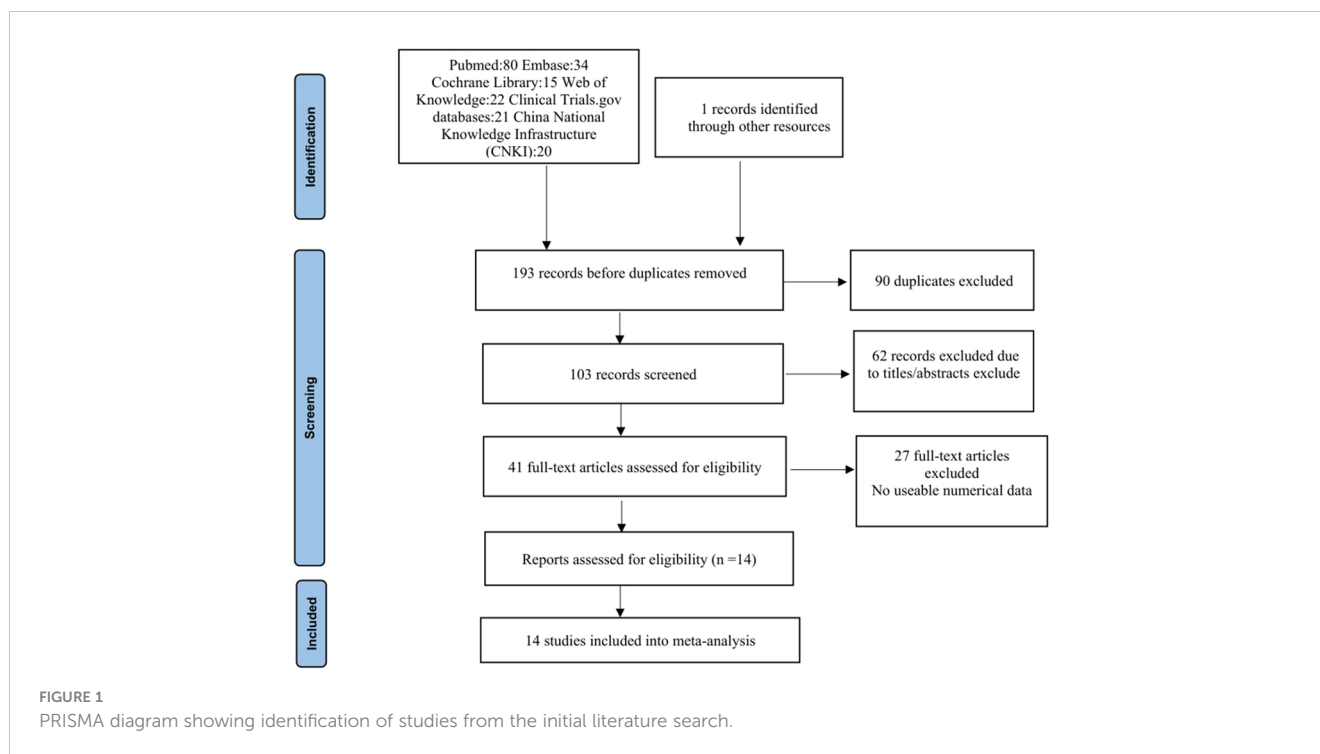 Identification
Pubmed:80 Embase:34
Cochrane Library:15 Web of
Knowledge:22 Clinical Trials.gov
databases:21 China National
Knowledge Infrastructure
(CNKI):20
1 records identified
through other resources
Screening
193 records before duplicates removed
90 duplicates excluded
103 records screened
62 records excluded due
to titles/abstracts exclude
41 full-text articles assessed for eligibility
27 full-text articles
excluded
No useable numerical data
Reports assessed for eligibility (n =14)
Included
14 studies included into meta-analysis
FIGURE 1
PRISMA diagram showing identification of studies from the initial literature search.